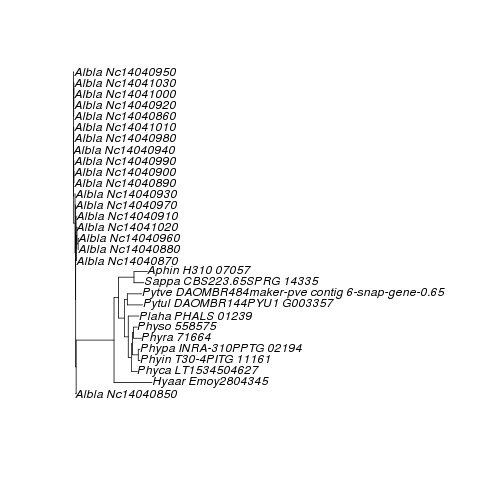 Albla Nc14040950
Albla Nc14041030
Albla Nc14041000
Albla Nc14040920
Albla Nc14040860
Albla Nc14041010
Albla Nc14040980
Albla Nc14040940
Albla Nc14040990
Albla Nc14040900
Albla Nc14040890
Albla Nc14040930
Albla Nc14040970
Albla Nc14040910
Albla Nc14041020
Albla Nc14040960
Albla Nc14040880
Albla Nc14040870
Aphin H310 07057
Sappa CBS223.65SPRG 14335
Pytve DAOMBR484maker-pve contig 6-snap-gene-0.65
Pytul DAOMBR144PYU1 G003357
Plaha PHALS 01239
Physo 558575
Phyra 71664
Phypa INRA-310PPTG 02194
Phyin T30-4PITG 11161
Phyca LT1534504627
Hyaar Emoy2804345
Albla Nc14040850